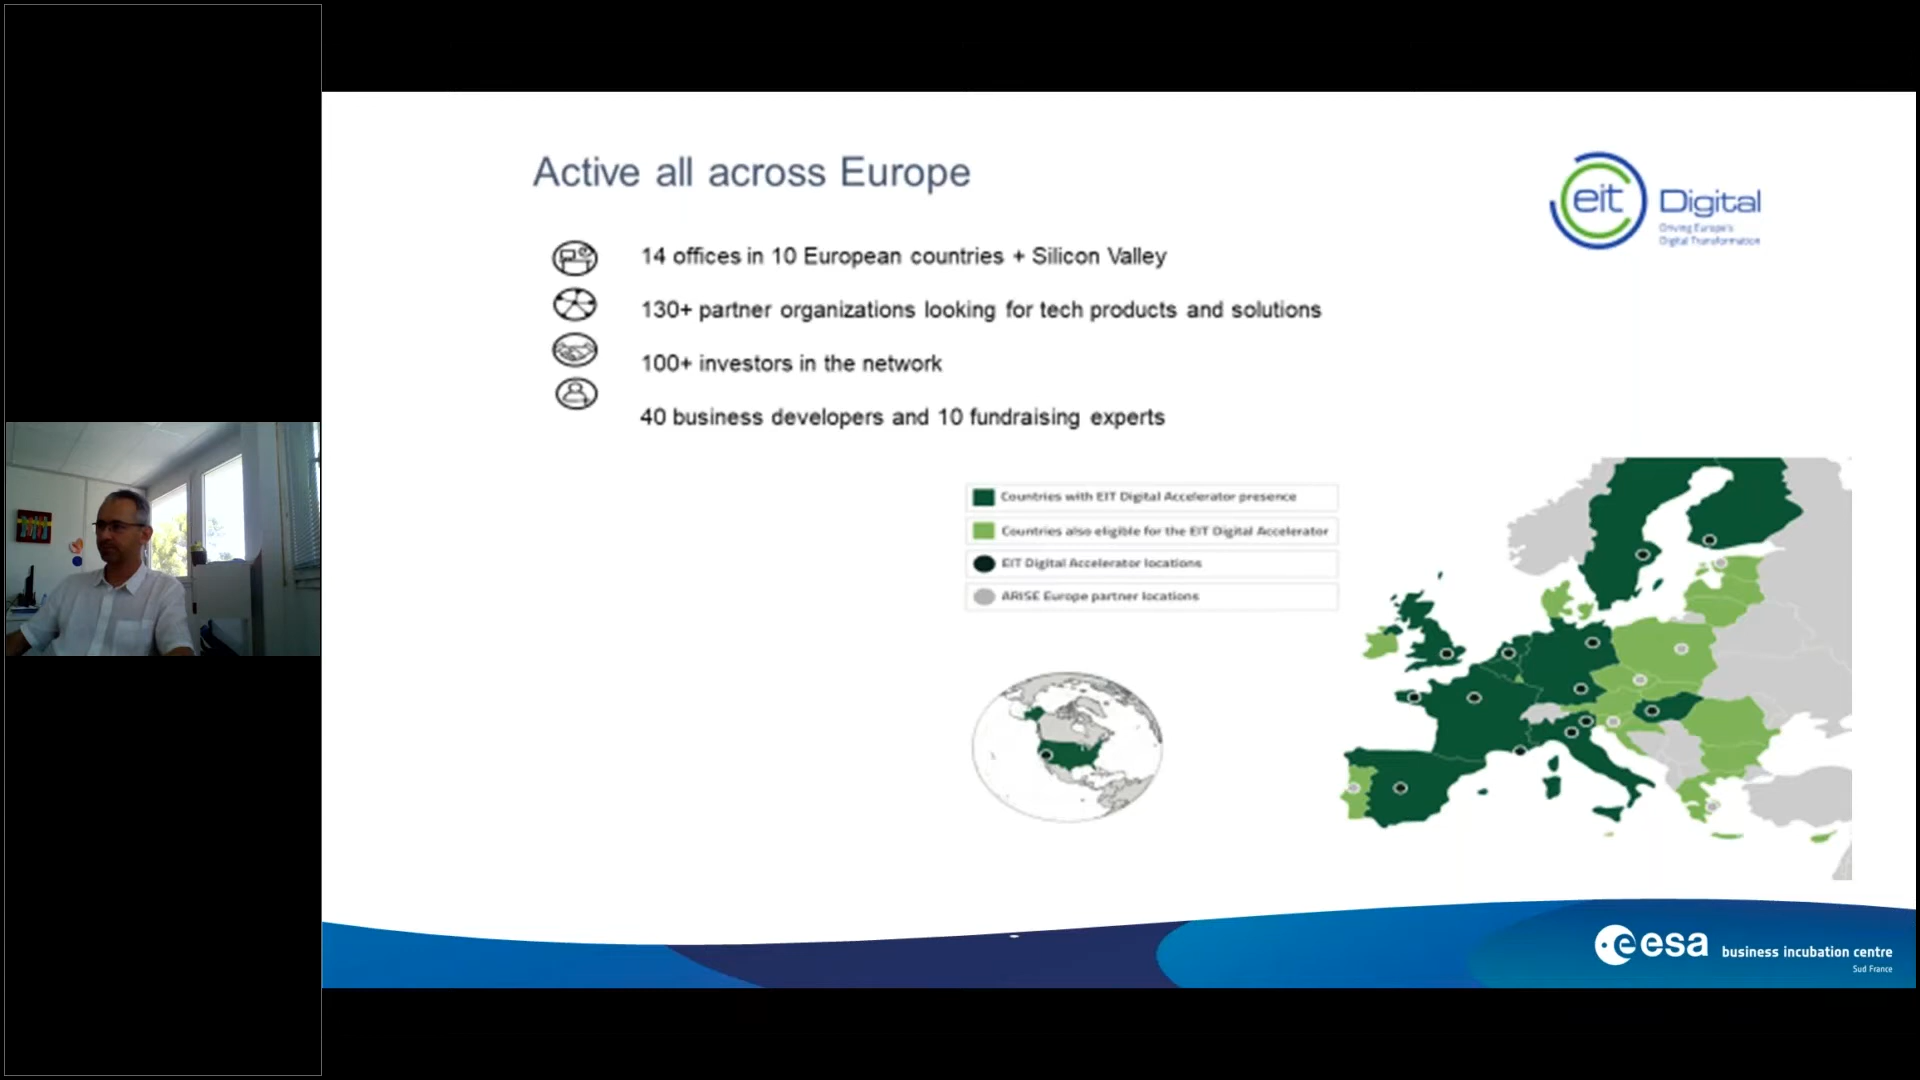 Active all across Europe
eit Digital
Driving Europe's
Digital Transformation
14 offices in 10 European countries + Silicon Valley
130+ partner organizations looking for tech products and solutions
100+ investors in the network
40 business developers and 10 fundraising experts
Countries with EIT Digital Accelerator presence
Countries also eligible for the EIT Digital Accelerator
EIT Digital Accelerator locations
ARISE Europe partner locations
esa business incubation centre
Sud France